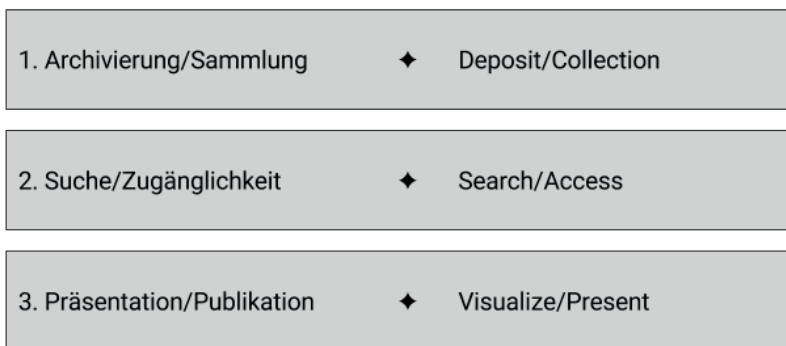 1. Archivierung/Sammlung ✦ Deposit/Collection
2. Suche/Zugänglichkeit ✦ Search/Access
3. Präsentation/Publikation ✦ Visualize/Present